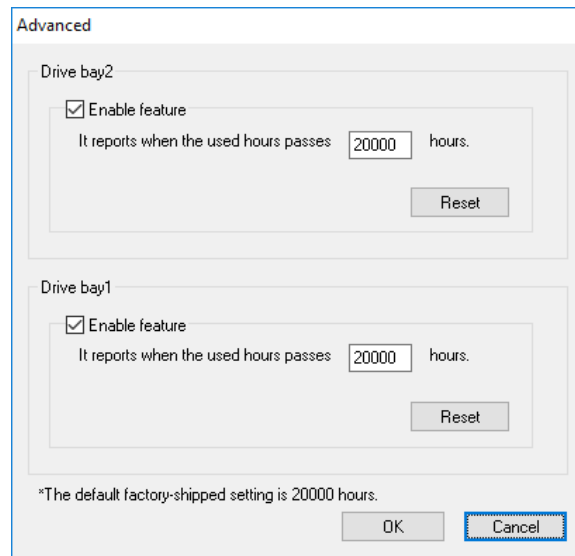 Advanced
Drive bay2
Enable feature
It reports when the used hours passes 20000 hours.
Reset
Drive bay1
Enable feature
It reports when the used hours passes 20000 hours.
Reset
*The default factory-shipped setting is 20000 hours.
OK Cancel